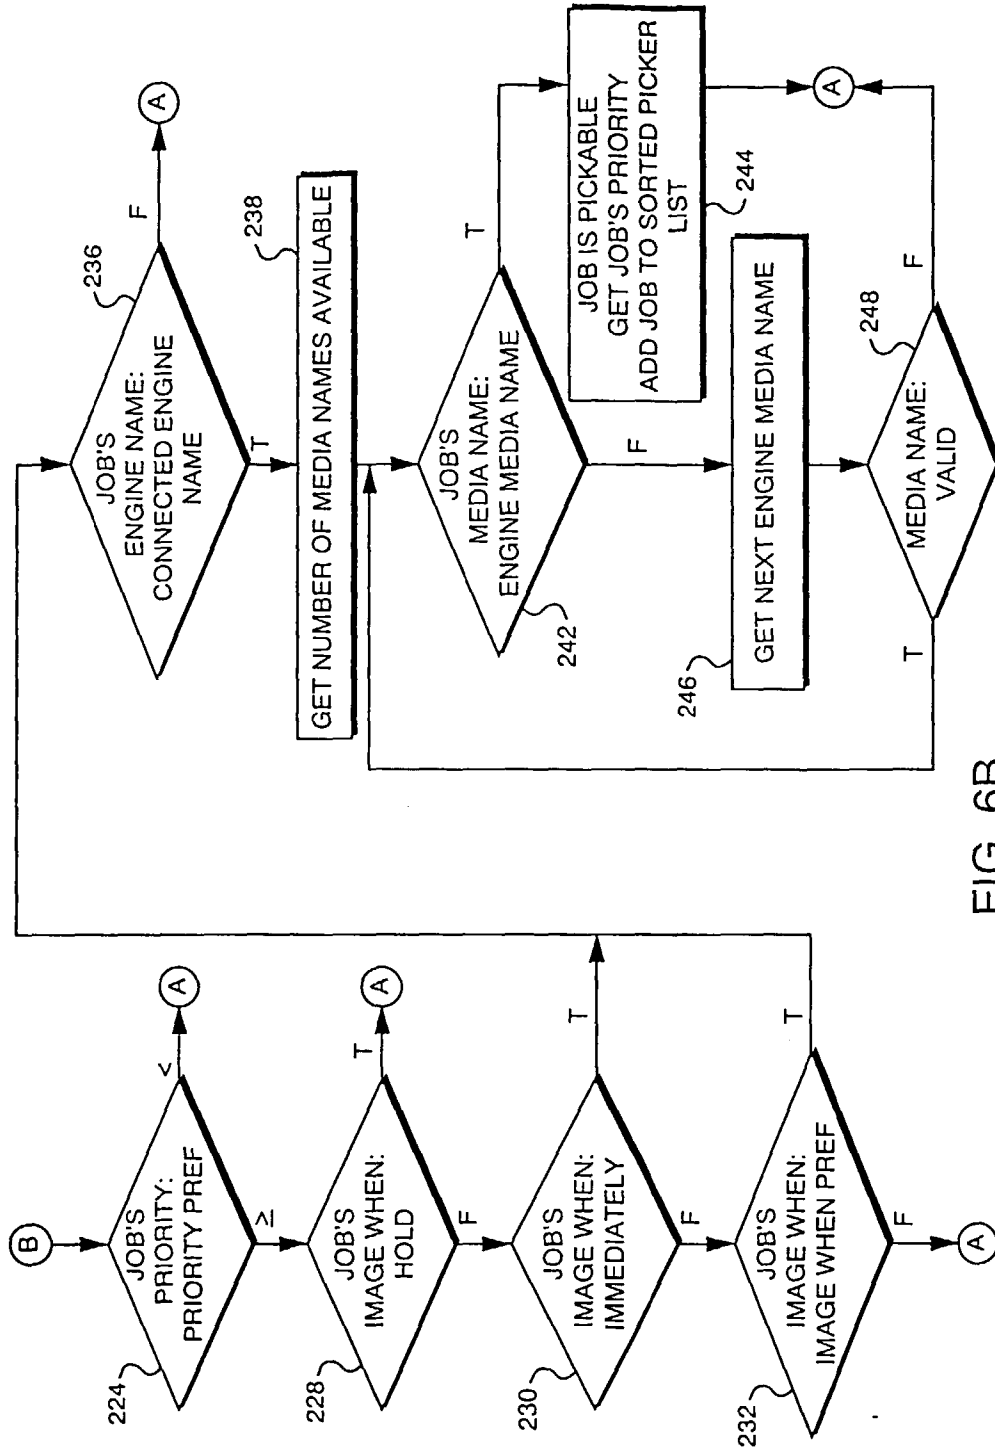 B
JOB'S
PRIORITY:
PRIORITY PREF
224
<
A
≥
JOB'S
IMAGE WHEN:
HOLD
228
T
A
F
JOB'S
IMAGE WHEN:
IMMEDIATELY
230
T
F
JOB'S
IMAGE WHEN:
IMAGE WHEN PREF
232
T
F
A
JOB'S
ENGINE NAME:
CONNECTED ENGINE
NAME
236
F
A
T
238
GET NUMBER OF MEDIA NAMES AVAILABLE
JOB'S
MEDIA NAME:
ENGINE MEDIA NAME
242
T
JOB IS PICKABLE
GET JOB'S PRIORITY
ADD JOB TO SORTED PICKER
LIST
244
A
F
246
GET NEXT ENGINE MEDIA NAME
MEDIA NAME:
VALID
248
T
F
FIG. 6B